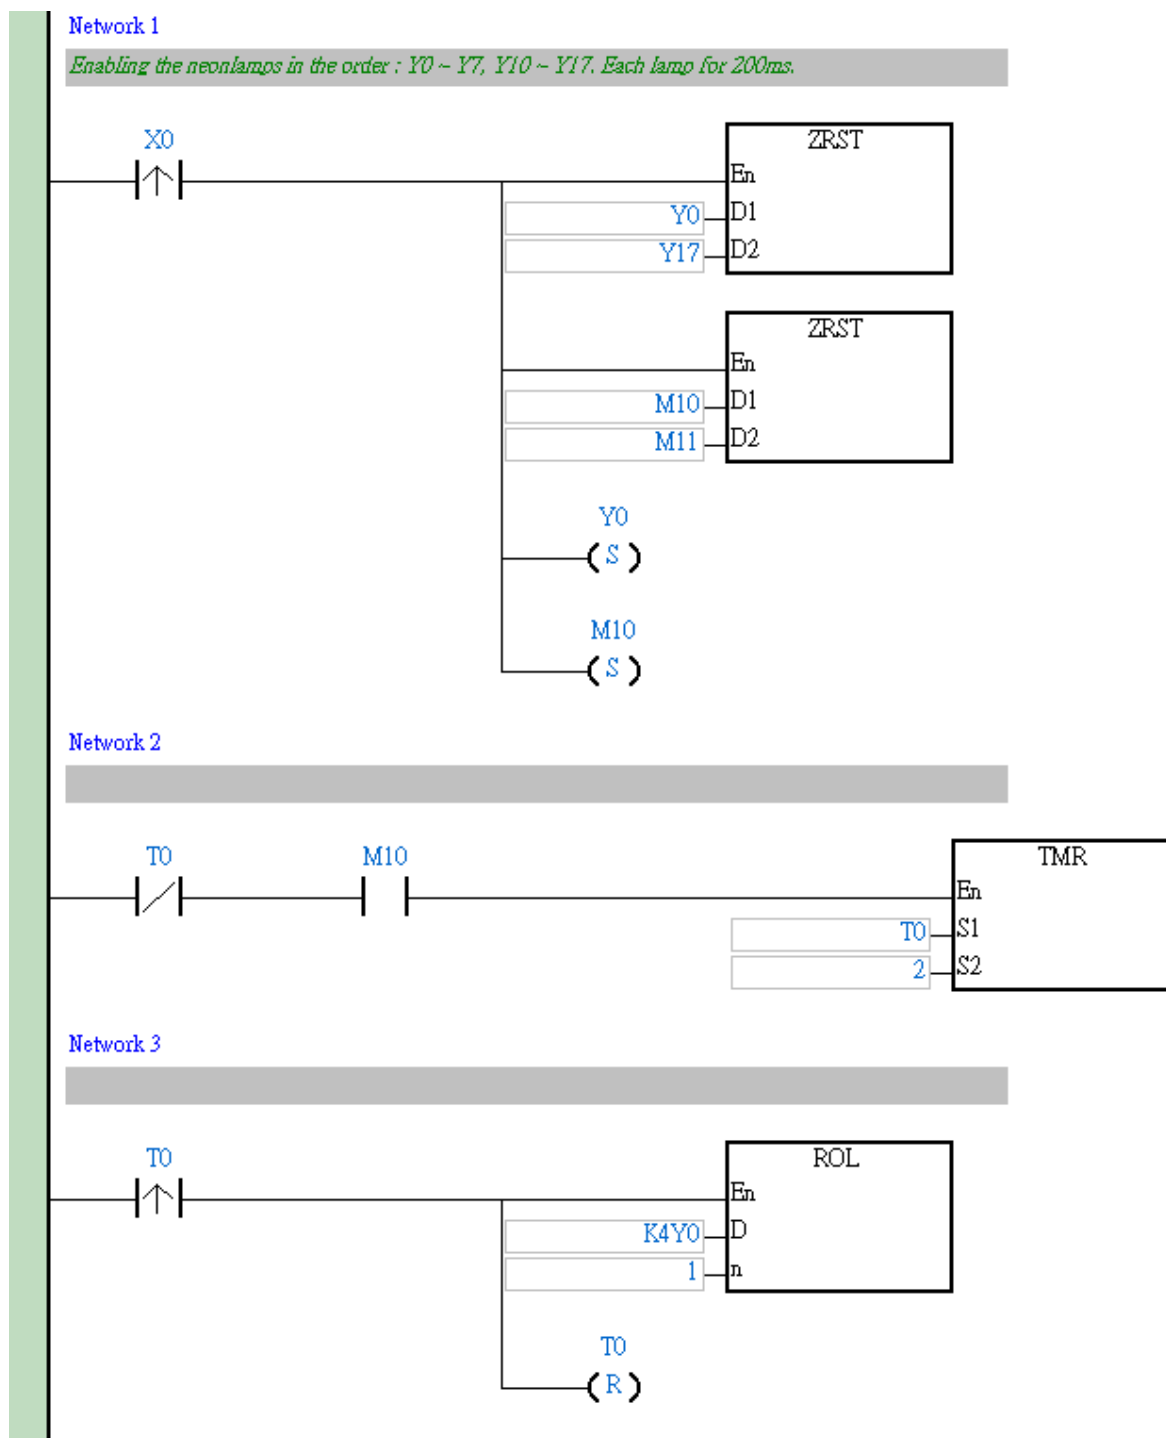 Network 1
Enabling the neonlamps in the order : Y0 ~ Y7, Y10 ~ Y17. Each lamp for 200ms.
X0
ZRST
En
Y0 D1
Y17 D2
ZRST
En
M10 D1
M11 D2
Y0
S
M10
S
Network 2
T0 M10 TMR
En
T0 S1
2 S2
Network 3
T0 ROL
En
K4Y0 D
1 n
T0
R